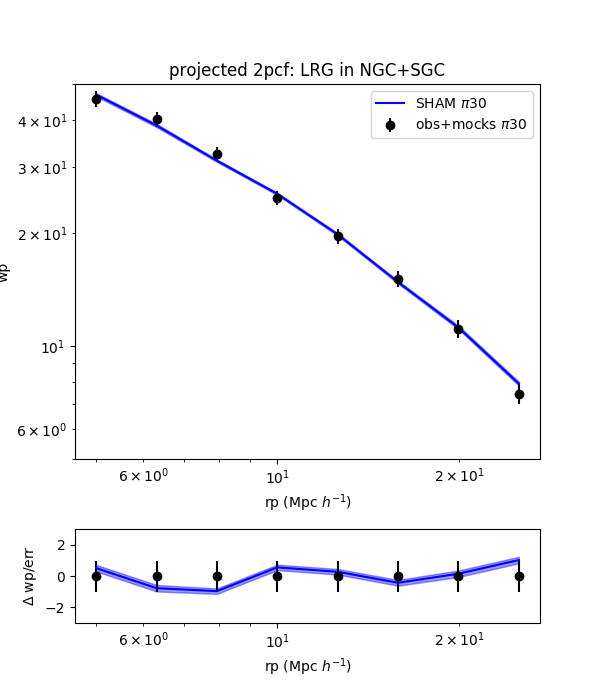 projected 2pcf: LRG in NGC+SGC
SHAM π30
obs+mocks π30
4 × 10¹
3 × 10¹
2 × 10¹
10¹
6 × 10⁰
wp
6 × 10⁰
10¹
2 × 10¹
rp (Mpc h⁻¹)
2
0
−2
Δ wp/err
6 × 10⁰
10¹
2 × 10¹
rp (Mpc h⁻¹)